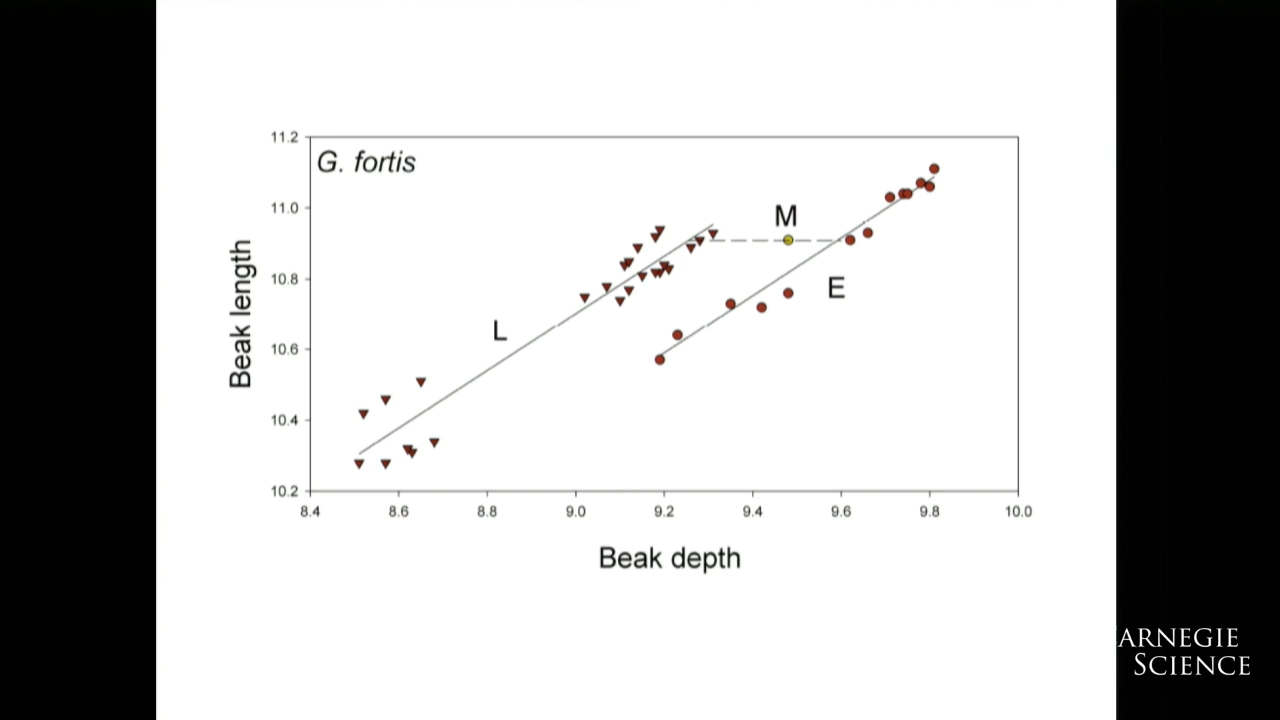 11.2
G. fortis
11.0
M
10.8
E
Beak length
L
10.6
10.4
10.2
8.4 8.6 8.8 9.0 9.2 9.4 9.6 9.8 10.0
Beak depth
ARNEGIE
SCIENCE